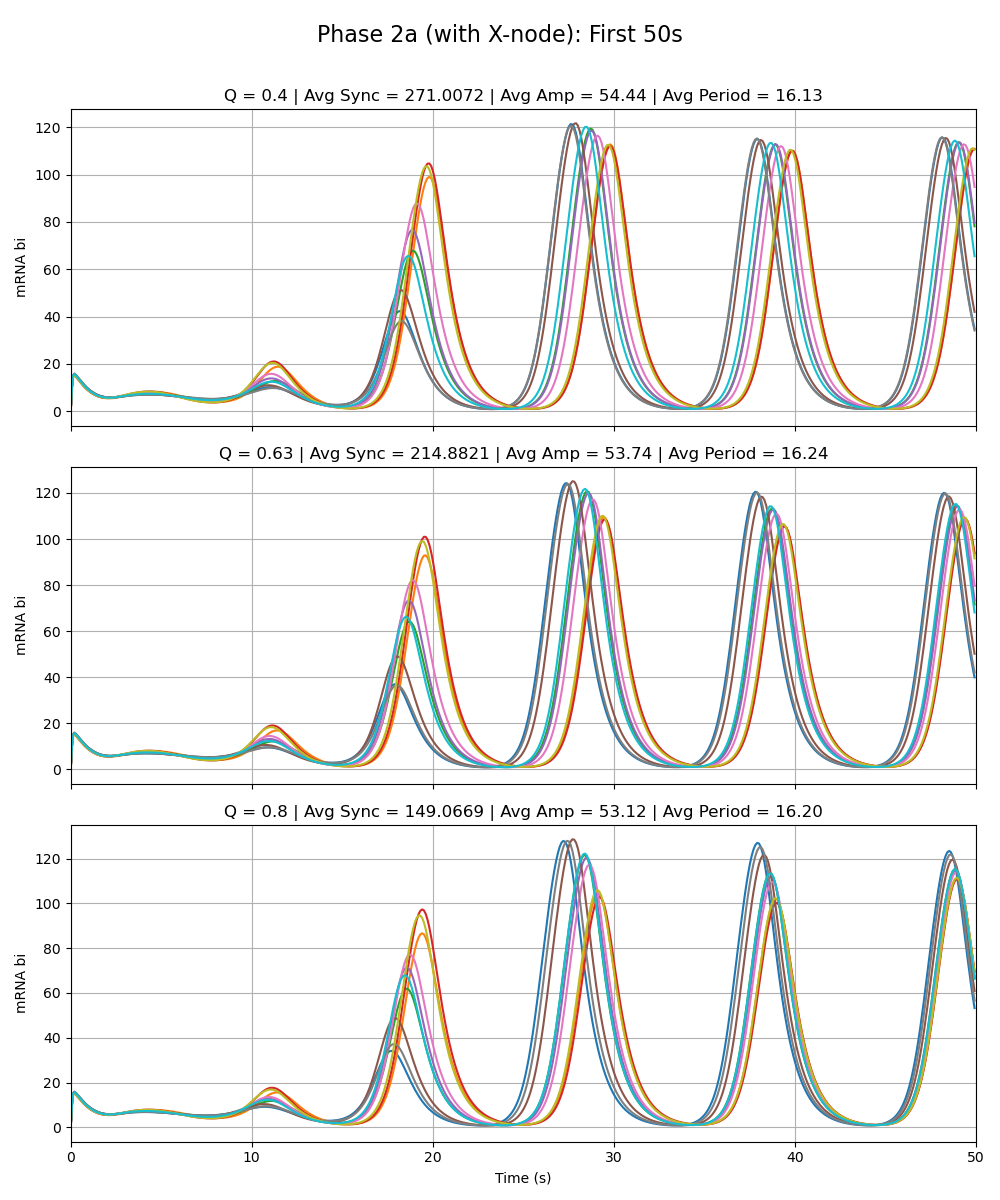 Phase 2a (with X-node): First 50s
Q = 0.4 | Avg Sync = 271.0072 | Avg Amp = 54.44 | Avg Period = 16.13
120
100
80
60
40
20
0
mRNA bi
Q = 0.63 | Avg Sync = 214.8821 | Avg Amp = 53.74 | Avg Period = 16.24
120
100
80
60
40
20
0
mRNA bi
Q = 0.8 | Avg Sync = 149.0669 | Avg Amp = 53.12 | Avg Period = 16.20
120
100
80
60
40
20
0
mRNA bi
0 10 20 30 40 50
Time (s)